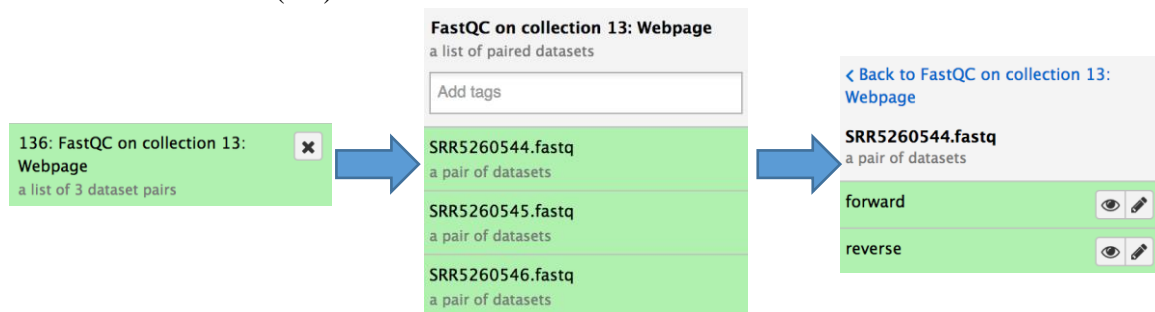 136: FastQC on collection 13:
Webpage
a list of 3 dataset pairs
FastQC on collection 13: Webpage
a list of paired datasets
Add tags
SRR5260544.fastq
a pair of datasets
SRR5260545.fastq
a pair of datasets
SRR5260546.fastq
a pair of datasets
< Back to FastQC on collection 13:
Webpage
SRR5260544.fastq
a pair of datasets
forward
reverse